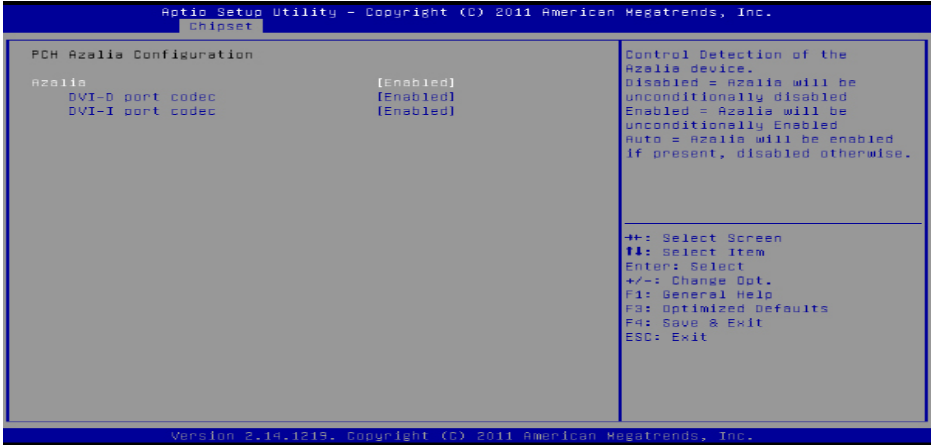 Aptio Setup Utility - Copyright (C) 2011 American Megatrends, Inc.
Chipset
PCH Azalia Configuration
Azalia [Enabled]
DVI-D port codec [Enabled]
DVI-I port codec [Enabled]
Control Detection of the
Azalia device.
Disabled = Azalia will be
unconditionally disabled
Enabled = Azalia will be
unconditionally Enabled
Auto = Azalia will be enabled
if present, disabled otherwise.
→←: Select Screen
↑↓: Select Item
Enter: Select
+/-: Change Opt.
F1: General Help
F3: Optimized Defaults
F4: Save & Exit
ESC: Exit
Version 2.14.1219. Copyright (C) 2011 American Megatrends, Inc.